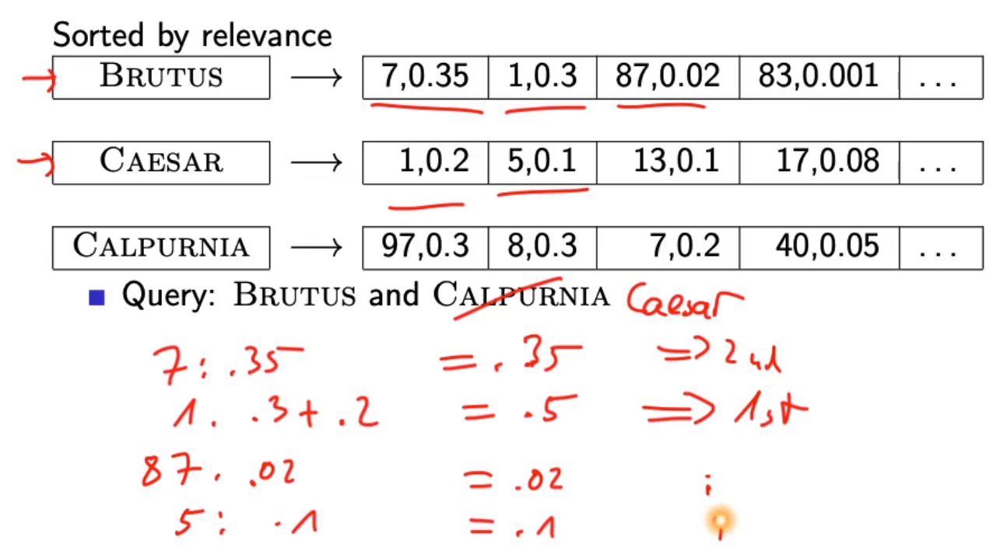 Sorted by relevance
BRUTUS → 7,0.35 1,0.3 87,0.02 83,0.001 ...
CAESAR → 1,0.2 5,0.1 13,0.1 17,0.08 ...
CALPURNIA → 97,0.3 8,0.3 7,0.2 40,0.05 ...
Query: BRUTUS and CALPURNIA Caesar
7: .35 = .35 => 2nd
1. .3 + .2 = .5 => 1st
87. .02 = .02
5: .1 = .1